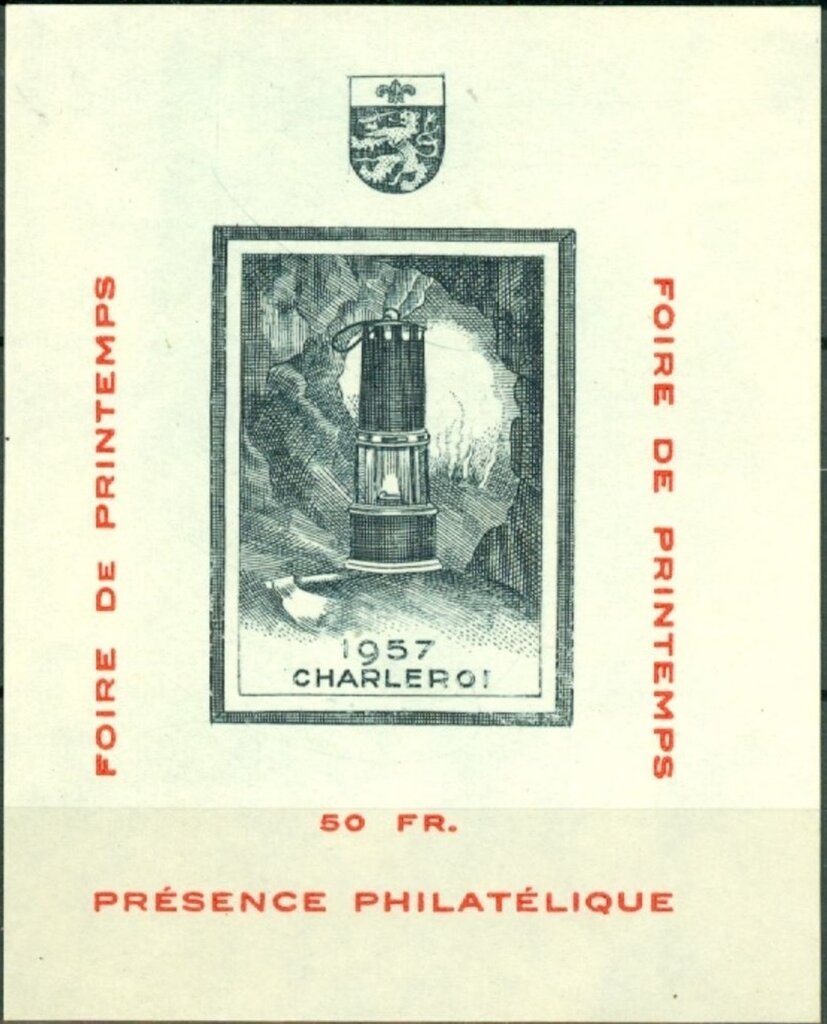 FOIRE DE PRINTEMPS
FOIRE DE PRINTEMPS
1957
CHARLEROI
50 FR.
PRÉSENCE PHILATÉLIQUE